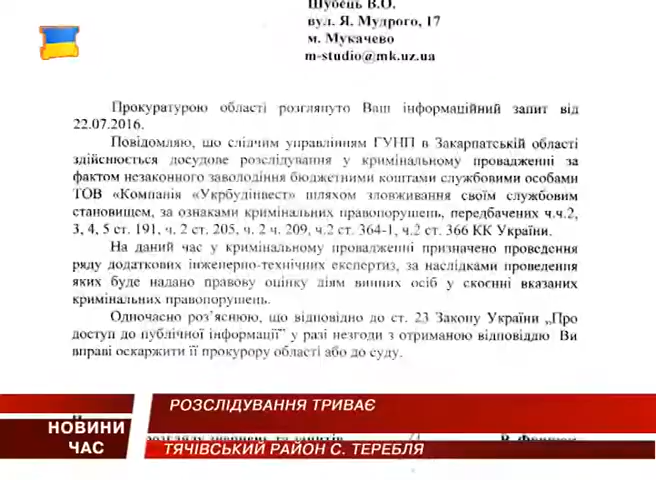 Шубець В.О.
вул. Я. Мудрого, 17
м. Мукачево
m-studio@mk.uz.ua
Прокуратурою області розглянуто Ваш інформаційний запит від
22.07.2016.
Повідомляю, що слідчим управлінням ГУНП в Закарпатській області
здійснюється досудове розслідування у кримінальному провадженні за
фактом незаконного заволодіння бюджетними коштами службовими особами
ТОВ «Компанія «Укрбудінвест» шляхом зловживання своїм службовим
становищем, за ознаками кримінальних правопорушень, передбачених ч.ч.2,
3, 4, 5 ст. 191, ч. 2 ст. 205, ч. 2 ч. 209, ч.2 ст. 364-1, ч.2 ст. 366 КК України.
На даний час у кримінальному провадженні призначено проведення
ряду додаткових інженерно-технічних експертиз, за наслідками проведення
яких буде надано правову оцінку діям винних осіб у скоєнні вказаних
кримінальних правопорушень.
Одночасно роз’яснюю, що відповідно до ст. 23 Закону України „Про
доступ до публічної інформації” у разі незгоди з отриманою відповіддю Ви
вправі оскаржити її прокурору області або до суду.
РОЗСЛІДУВАННЯ ТРИВАЄ
НОВИНИ
ЧАС
ТЯЧІВСЬКИЙ РАЙОН С. ТЕРЕБЛЯ